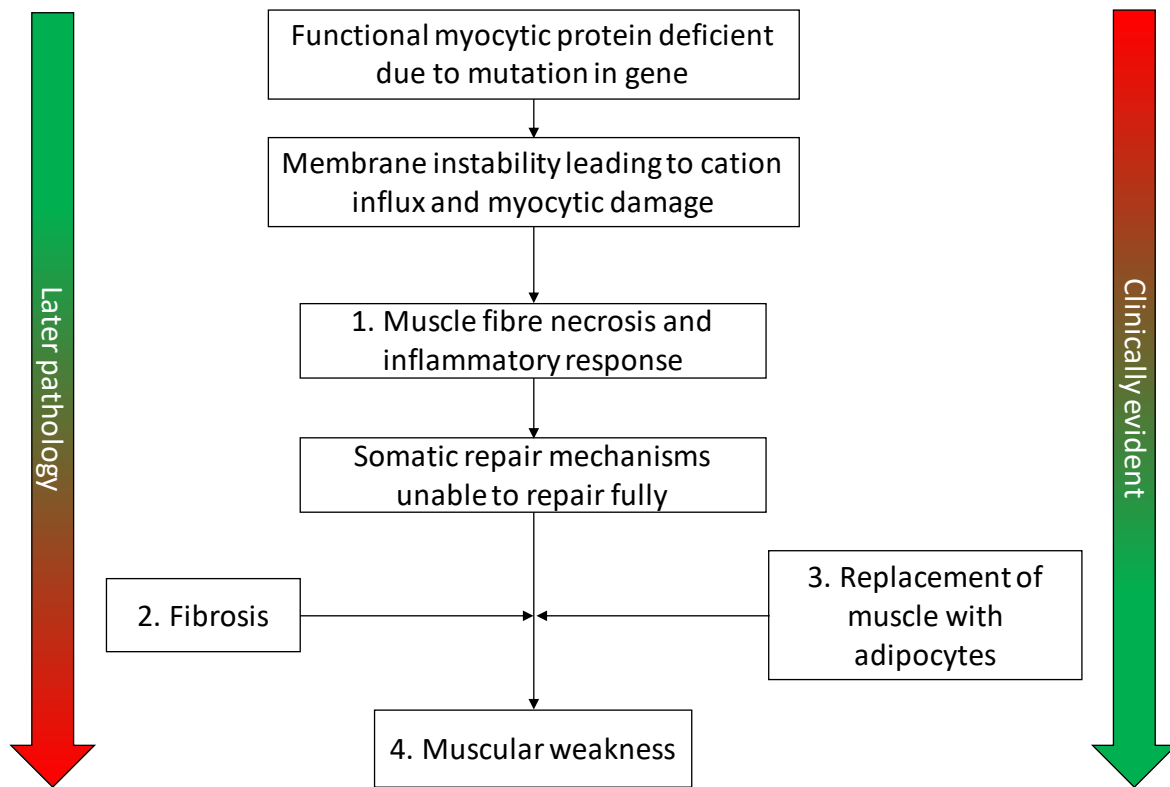 Functional myocytic protein deficient
due to mutation in gene
Membrane instability leading to cation
influx and myocytic damage
1. Muscle fibre necrosis and
inflammatory response
Somatic repair mechanisms
unable to repair fully
2. Fibrosis
3. Replacement of
muscle with
adipocytes
4. Muscular weakness
Later pathology
Clinically evident